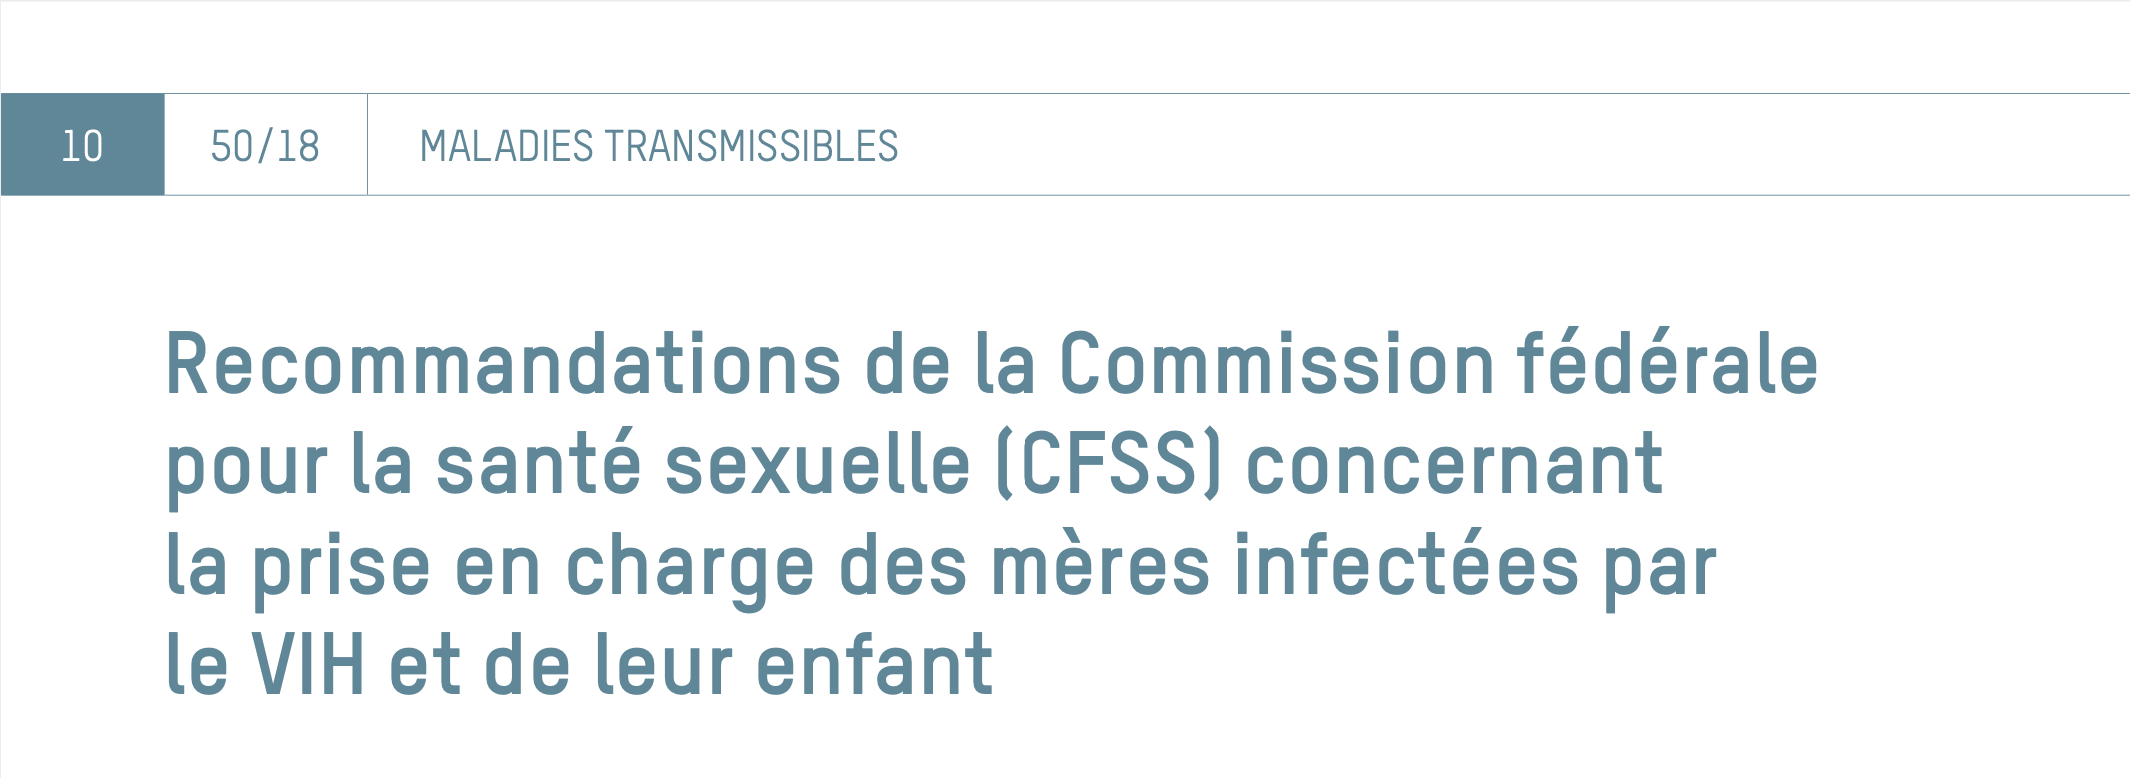 10 50/18 MALADIES TRANSMISSIBLES
Recommandations de la Commission fédérale
pour la santé sexuelle (CFSS) concernant
la prise en charge des mères infectées par
le VIH et de leur enfant